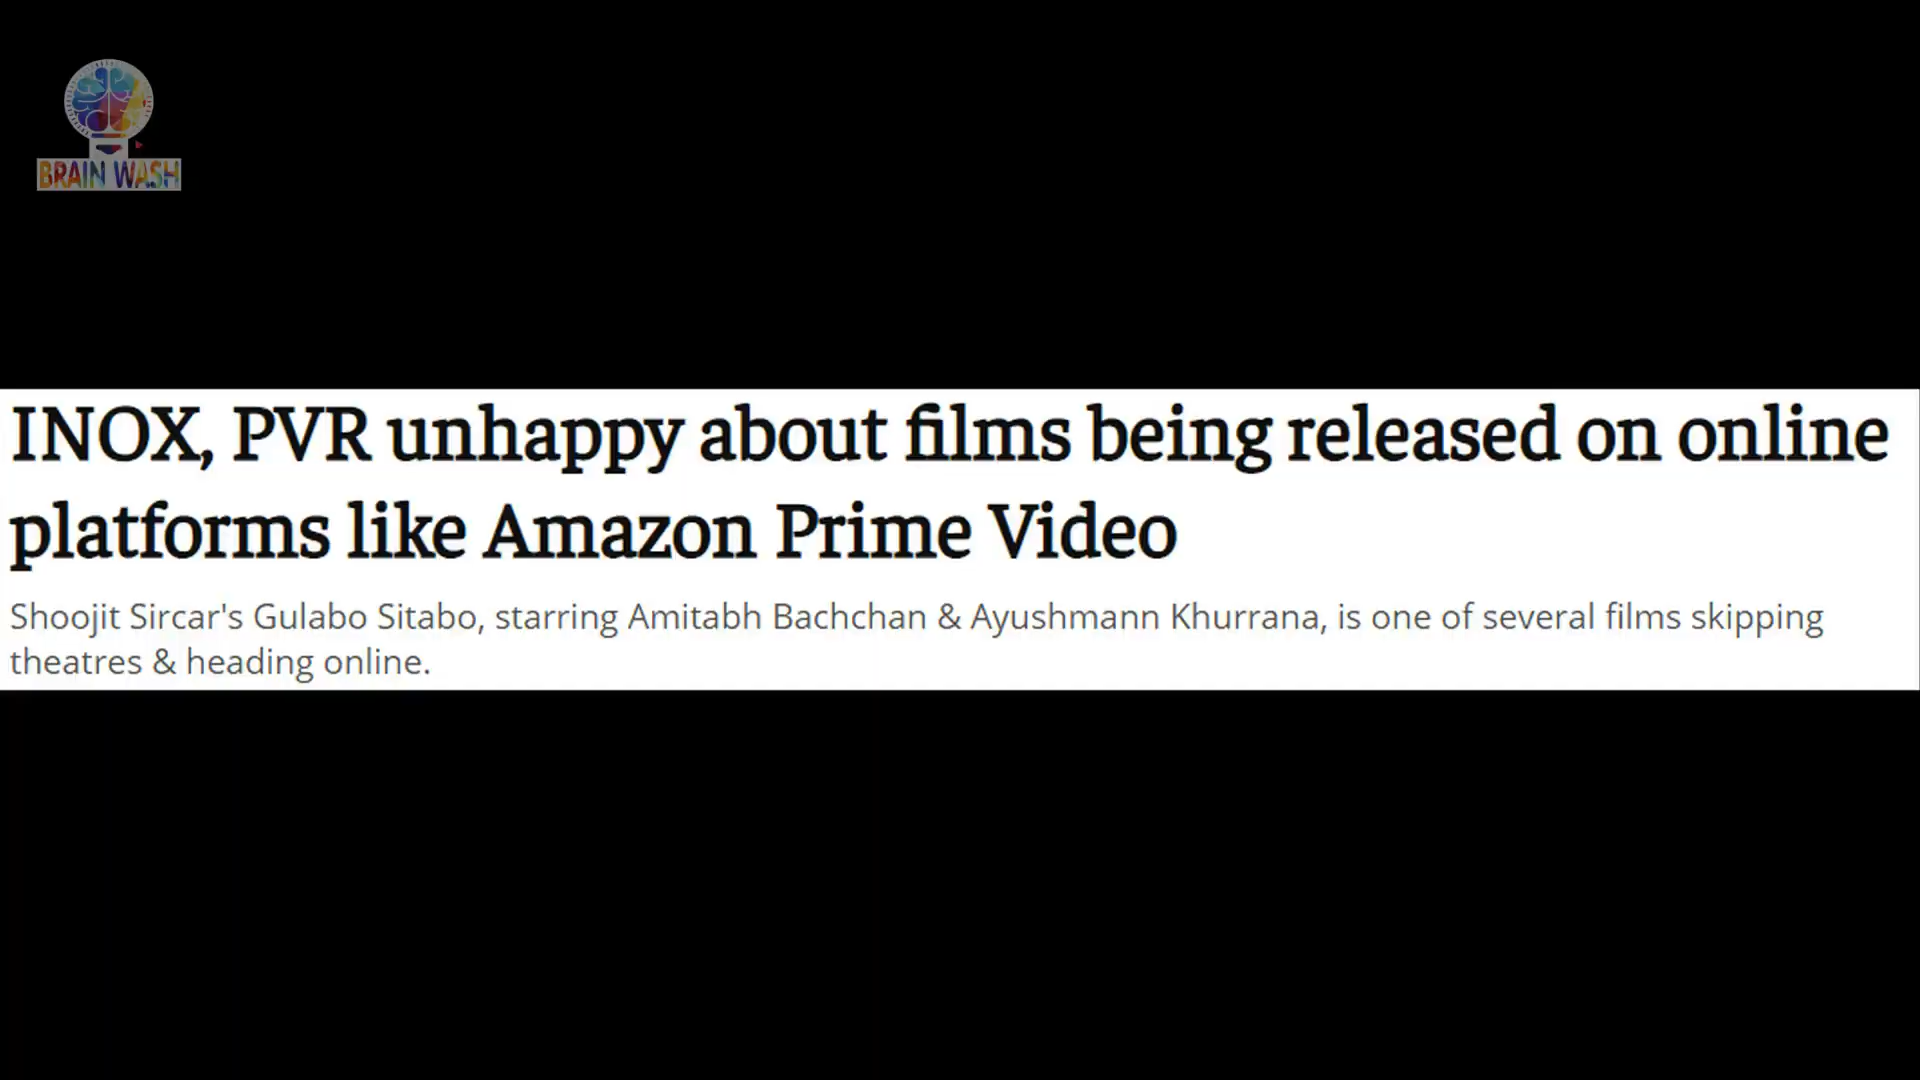 BRAIN WASH
INOX, PVR unhappy about films being released on online
platforms like Amazon Prime Video
Shoojit Sircar's Gulabo Sitabo, starring Amitabh Bachchan & Ayushmann Khurrana, is one of several films skipping
theatres & heading online.